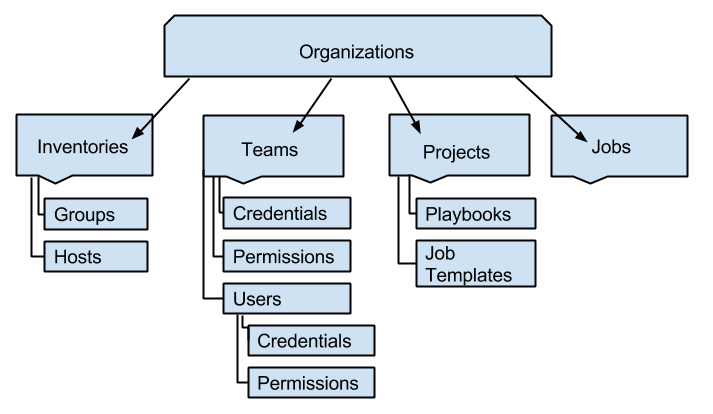 Organizations
Inventories
Teams
Projects
Jobs
Groups
Hosts
Credentials
Permissions
Users
Credentials
Permissions
Playbooks
Job
Templates